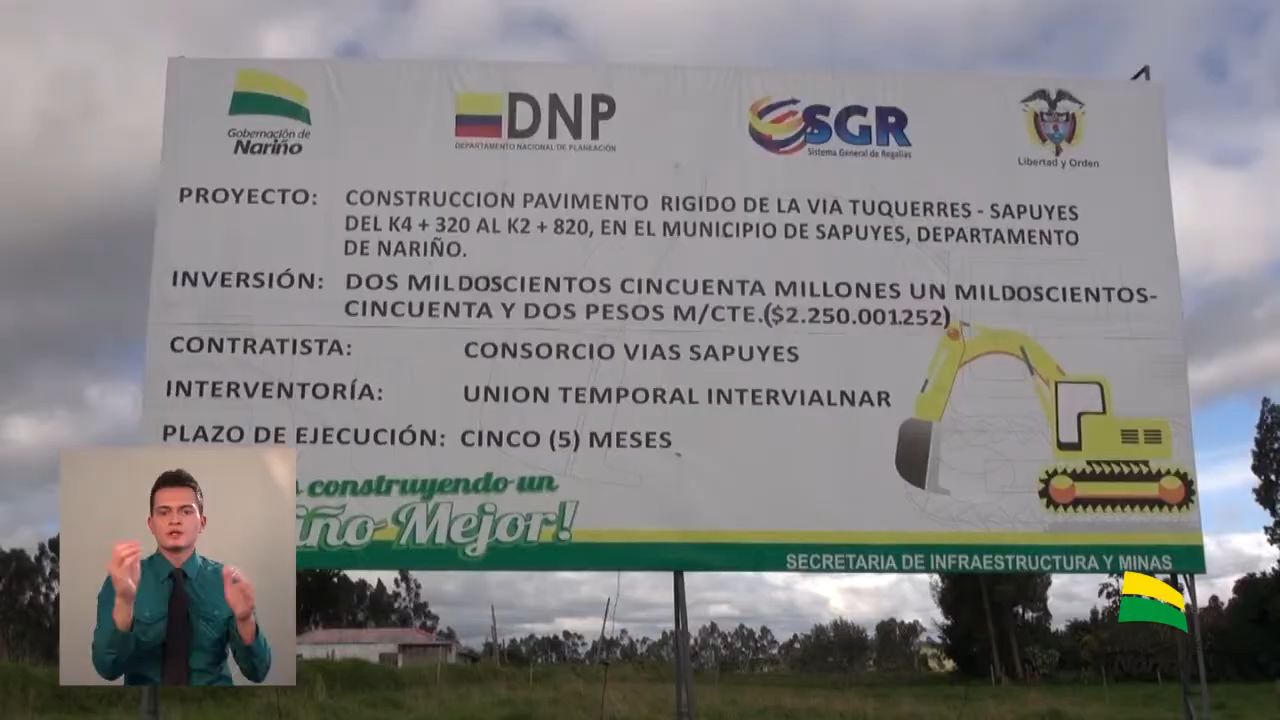 Gobernación de
Nariño
DNP
DEPARTAMENTO NACIONAL DE PLANEACIÓN
SGR
Sistema General de Regalías
Libertad y Orden
PROYECTO: CONSTRUCCION PAVIMENTO RIGIDO DE LA VIA TUQUERRES - SAPUYES
DEL K4 + 320 AL K2 + 820, EN EL MUNICIPIO DE SAPUYES, DEPARTAMENTO
DE NARIÑO.
INVERSIÓN: DOS MILDOSCIENTOS CINCUENTA MILLONES UN MILDOSCIENTOS-
CINCUENTA Y DOS PESOS M/CTE.($2.250.001.252)
CONTRATISTA: CONSORCIO VIAS SAPUYES
INTERVENTORÍA: UNION TEMPORAL INTERVIALNAR
PLAZO DE EJECUCIÓN: CINCO (5) MESES
construyendo un
iño Mejor!
SECRETARIA DE INFRAESTRUCTURA Y MINAS